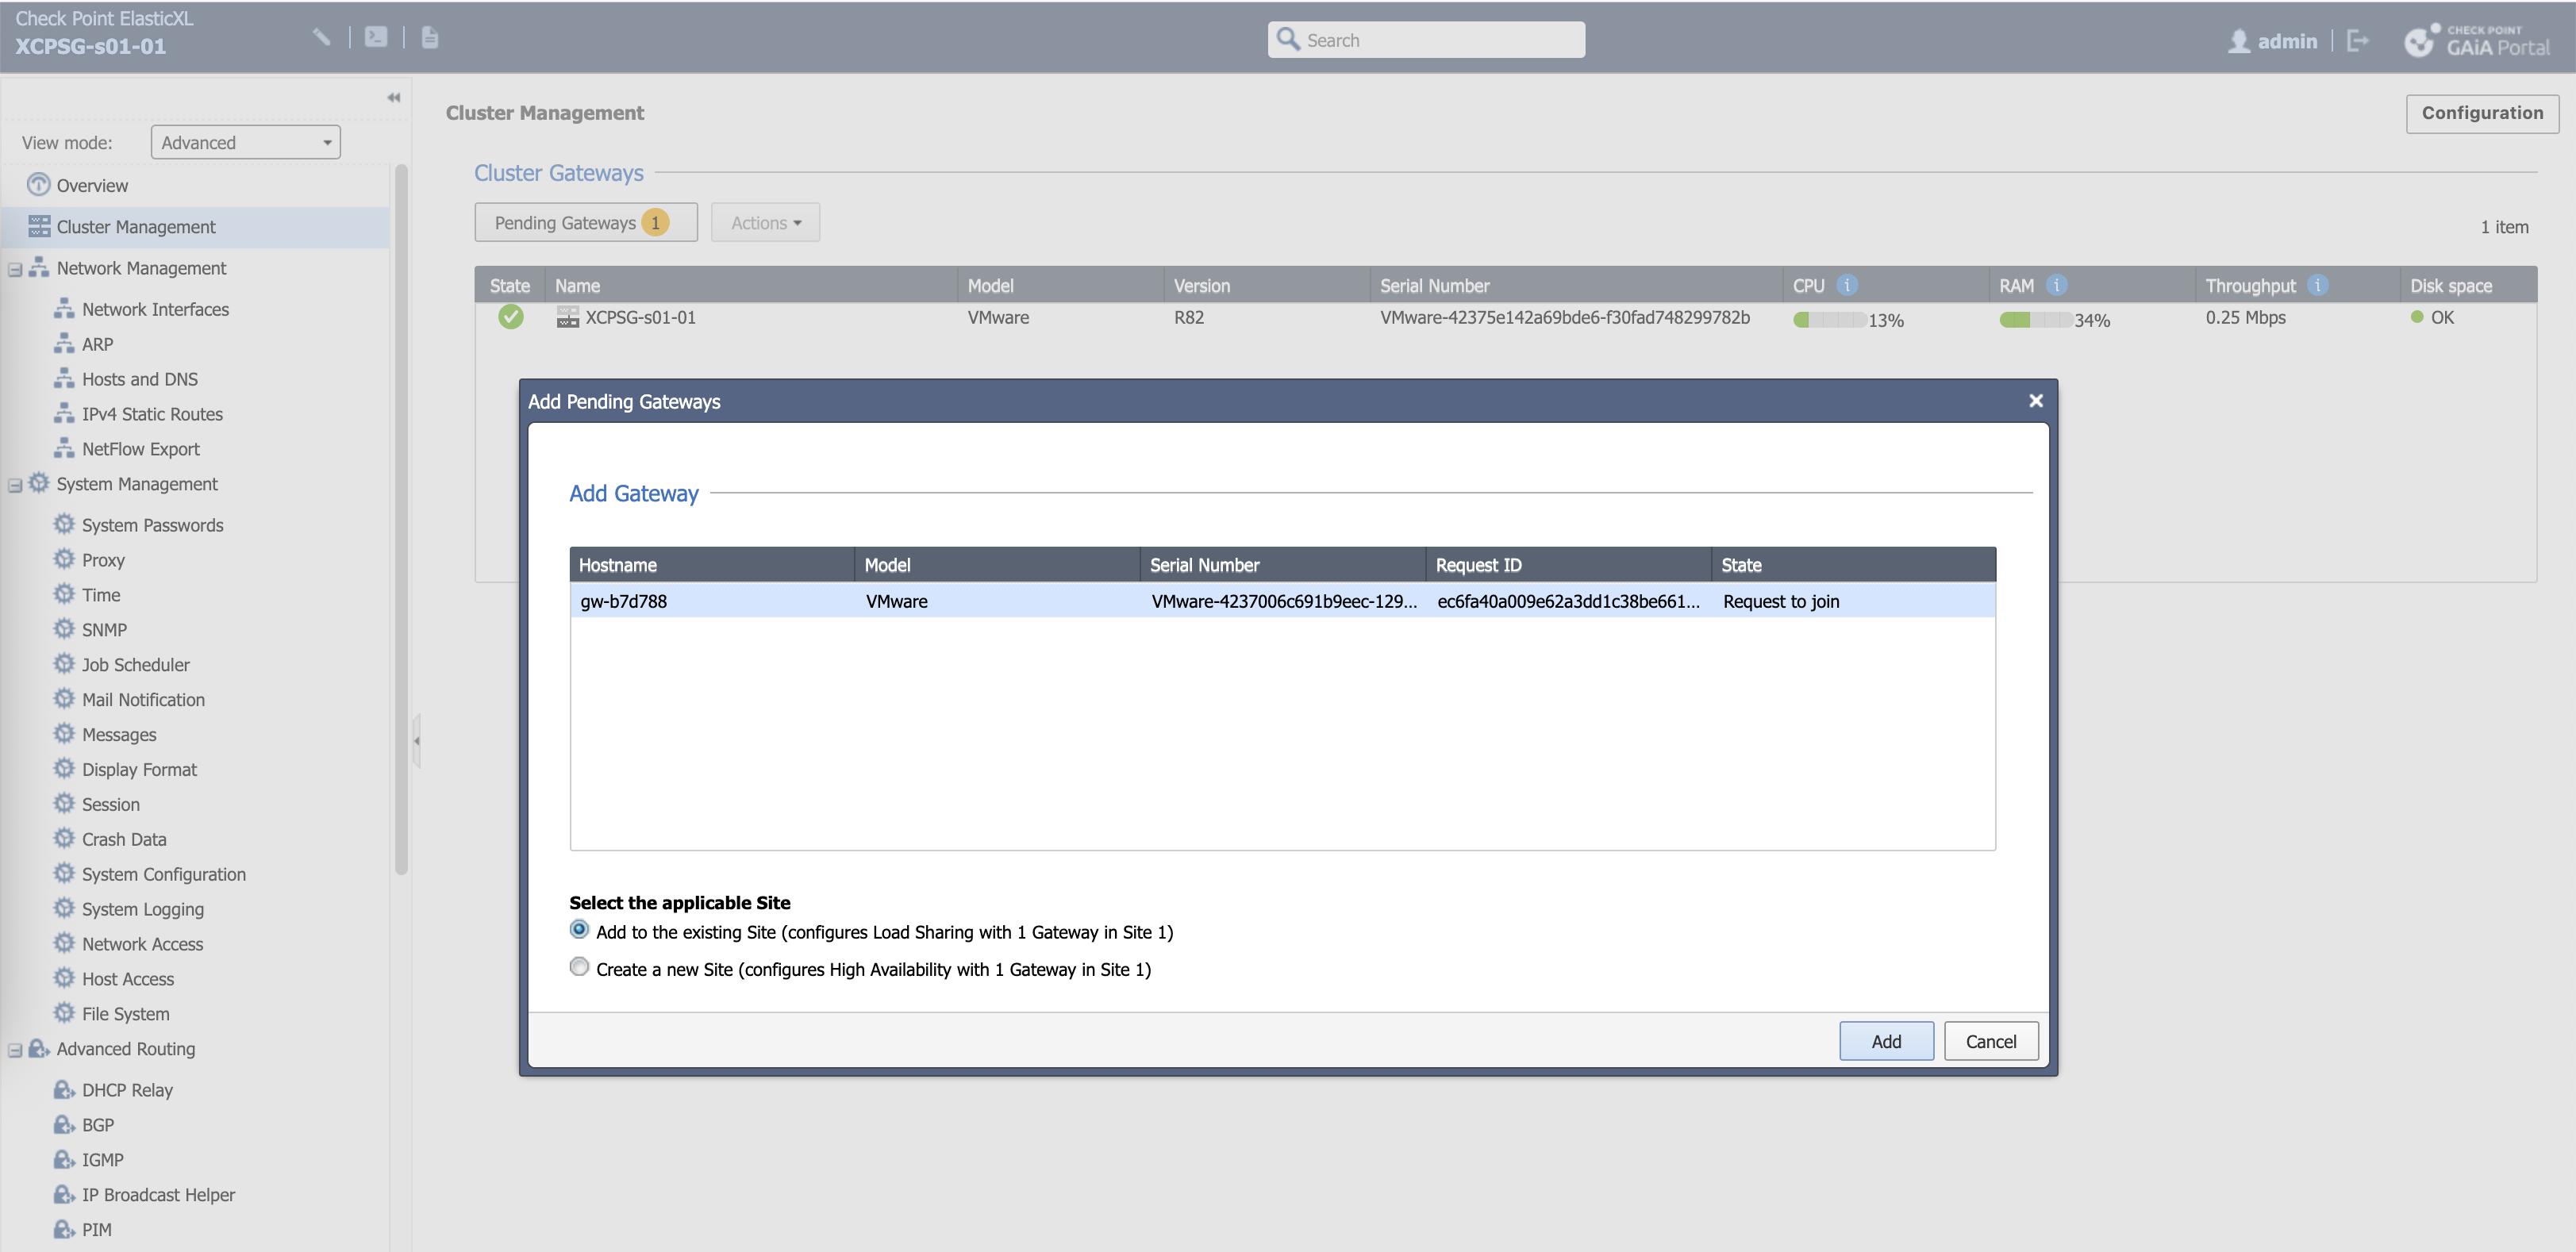 Check Point ElasticXL
XCPSG-s01-01
Search
admin
CHECK POINT
GAiA Portal
View mode:
Advanced
Overview
Cluster Management
Network Management
Network Interfaces
ARP
Hosts and DNS
IPv4 Static Routes
NetFlow Export
System Management
System Passwords
Proxy
Time
SNMP
Job Scheduler
Mail Notification
Messages
Display Format
Session
Crash Data
System Configuration
System Logging
Network Access
Host Access
File System
Advanced Routing
DHCP Relay
BGP
IGMP
IP Broadcast Helper
PIM
Cluster Management
Configuration
Cluster Gateways
Pending Gateways 1 Actions
1 item
State Name Model Version Serial Number CPU i RAM i Throughput i Disk space
XCPSG-s01-01 VMware R82 VMware-42375e142a69bde6-f30fad748299782b 13% 34% 0.25 Mbps OK
Add Pending Gateways
Add Gateway
Hostname Model Serial Number Request ID State
gw-b7d788 VMware VMware-4237006c691b9eec-129... ec6fa40a009e62a3dd1c38be661... Request to join
Select the applicable Site
Add to the existing Site (configures Load Sharing with 1 Gateway in Site 1)
Create a new Site (configures High Availability with 1 Gateway in Site 1)
Add Cancel